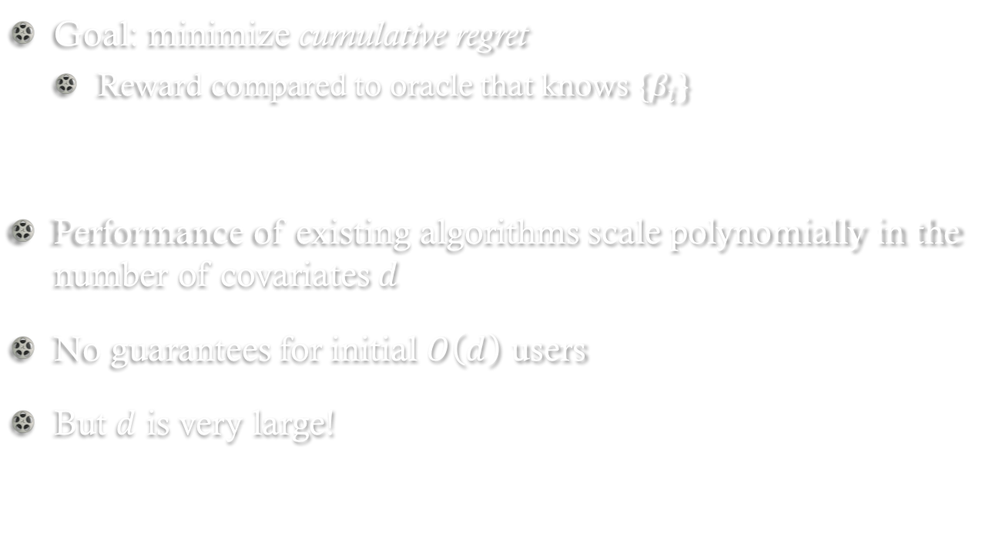 Goal: minimize cumulative regret
Reward compared to oracle that knows {βᵢ}
Performance of existing algorithms scale polynomially in the
number of covariates d
No guarantees for initial O(d) users
But d is very large!